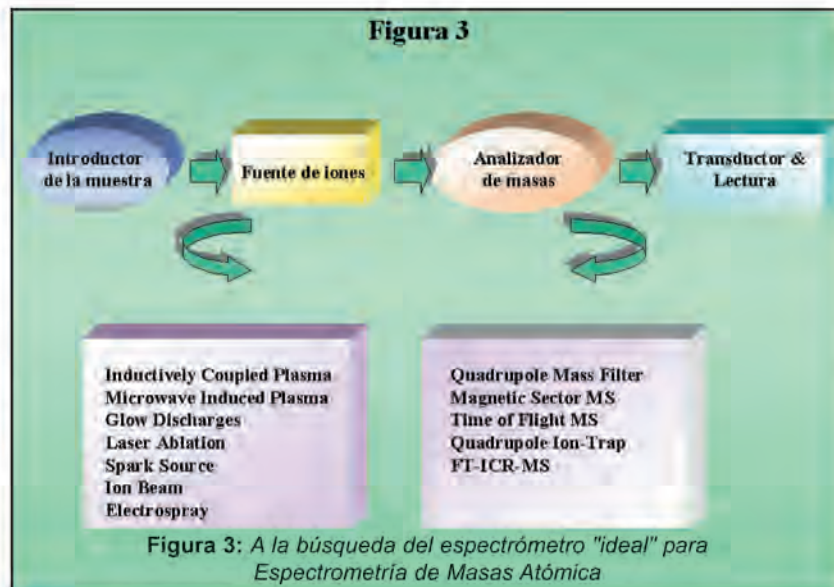 Figura 3
Introductor
de la muestra
Fuente de iones
Analizador
de masas
Transductor &
Lectura
Inductively Coupled Plasma
Microwave Induced Plasma
Glow Discharges
Laser Ablation
Spark Source
Ion Beam
Electrospray
Quadrupole Mass Filter
Magnetic Sector MS
Time of Flight MS
Quadrupole Ion-Trap
FT-ICR-MS
Figura 3: A la búsqueda del espectrómetro "ideal" para
Espectrometría de Masas Atómica